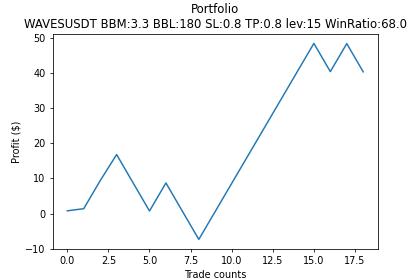 Portfolio
WAVESUSDT BBM:3.3 BBL:180 SL:0.8 TP:0.8 lev:15 WinRatio:68.0
50
40
30
20
10
0
−10
Profit ($)
0.0 2.5 5.0 7.5 10.0 12.5 15.0 17.5
Trade counts